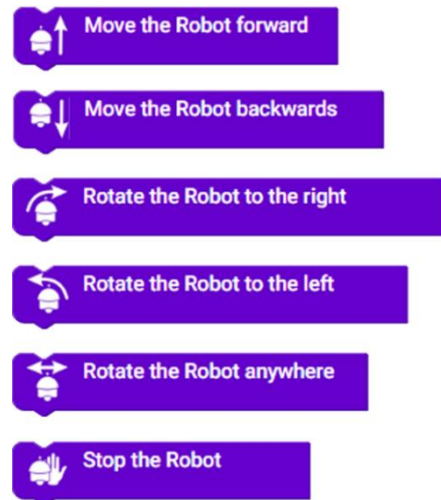 Move the Robot forward
Move the Robot backwards
Rotate the Robot to the right
Rotate the Robot to the left
Rotate the Robot anywhere
Stop the Robot